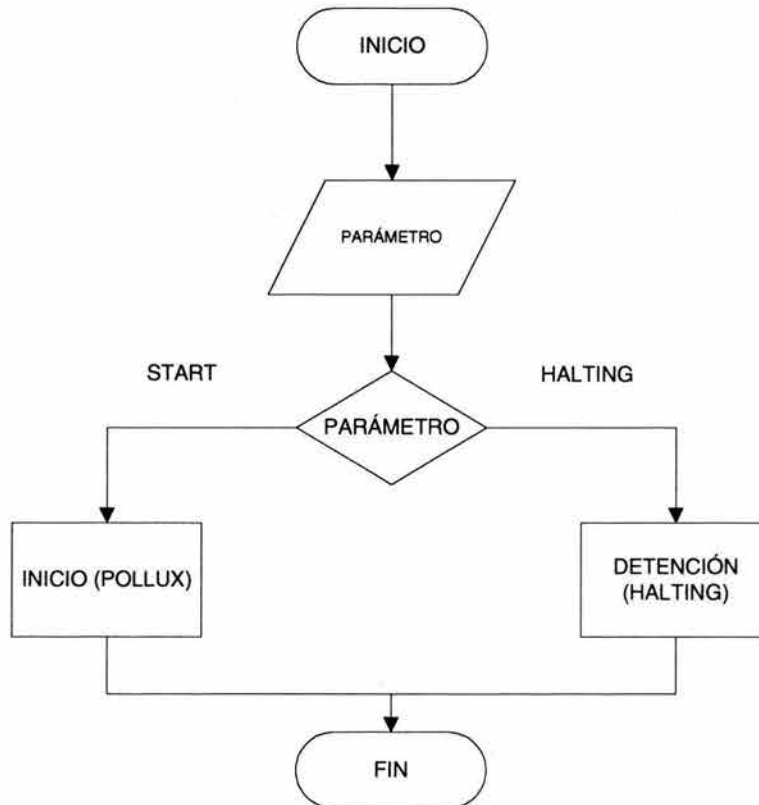 INICIO
PARÁMETRO
START
HALTING
PARÁMETRO
INICIO (POLLUX)
DETENCIÓN
(HALTING)
FIN